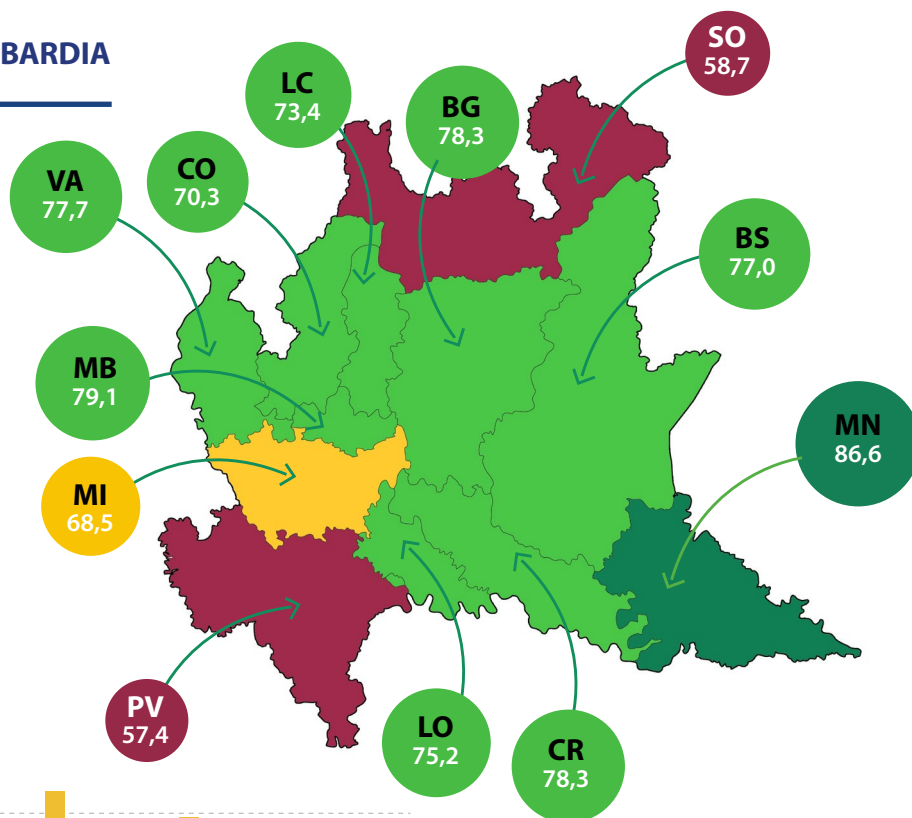 BARDIA
SO
58,7
LC
73,4
BG
78,3
CO
70,3
VA
77,7
BS
77,0
MB
79,1
MN
86,6
MI
68,5
PV
57,4
LO
75,2
CR
78,3